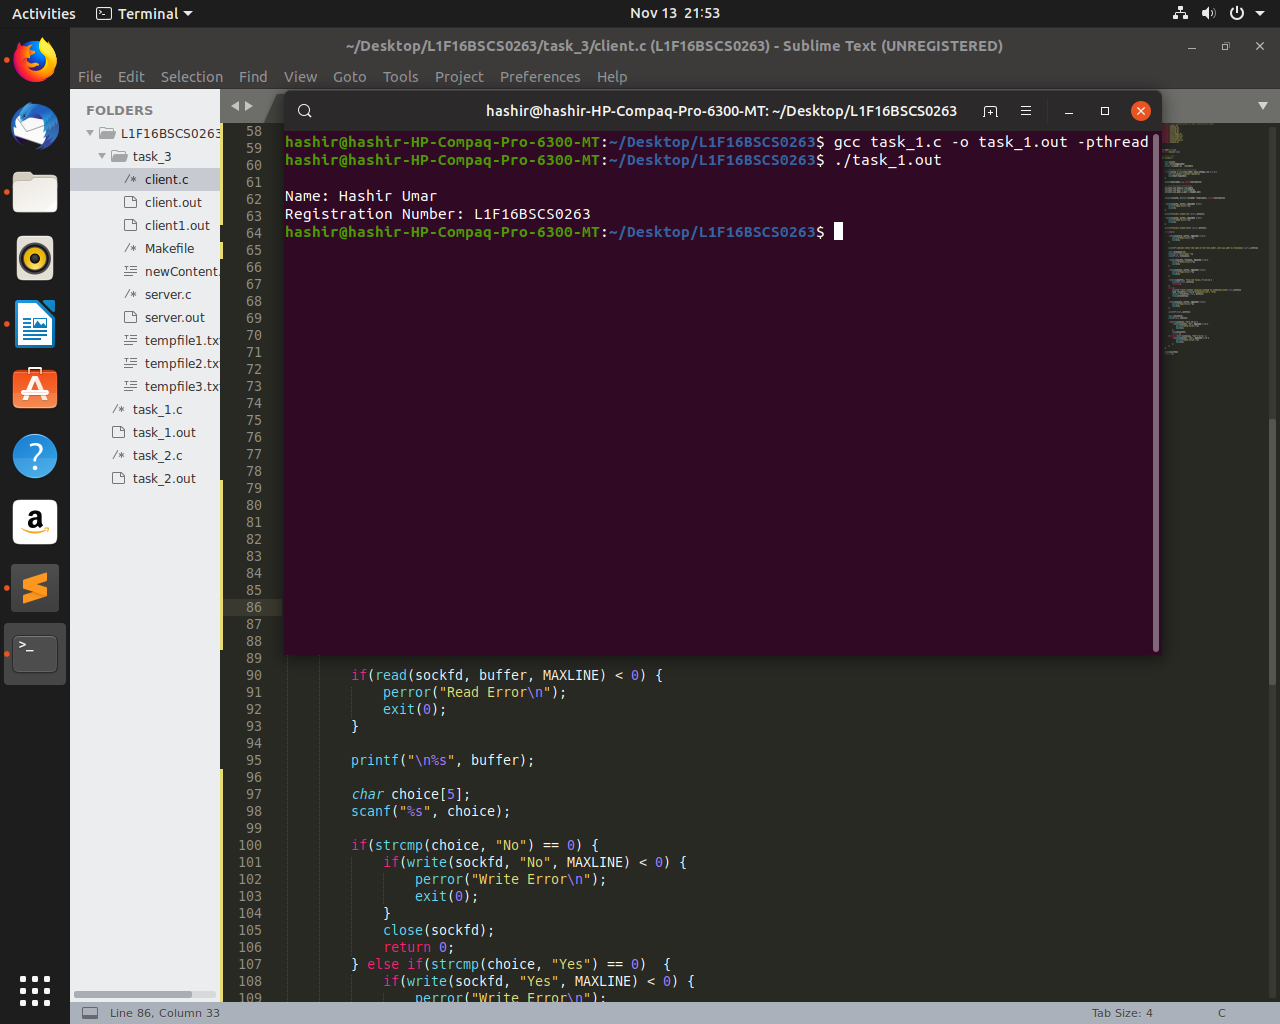 Activities Terminal Nov 13 21:53
~/Desktop/L1F16BSCS0263/task_3/client.c (L1F16BSCS0263) - Sublime Text (UNREGISTERED)
File Edit Selection Find View Goto Tools Project Preferences Help
FOLDERS
L1F16BSCS0263
task_3
/* client.c
client.out
client1.out
/* Makefile
newContent.
/* server.c
server.out
tempfile1.tx
tempfile2.tx
tempfile3.tx
/* task_1.c
task_1.out
/* task_2.c
task_2.out
hashir@hashir-HP-Compaq-Pro-6300-MT: ~/Desktop/L1F16BSCS0263
hashir@hashir-HP-Compaq-Pro-6300-MT:~/Desktop/L1F16BSCS0263$ gcc task_1.c -o task_1.out -pthread
hashir@hashir-HP-Compaq-Pro-6300-MT:~/Desktop/L1F16BSCS0263$ ./task_1.out
Name: Hashir Umar
Registration Number: L1F16BSCS0263
hashir@hashir-HP-Compaq-Pro-6300-MT:~/Desktop/L1F16BSCS0263$
58
59
60
61
62
63
64
65
66
67
68
69
70
71
72
73
74
75
76
77
78
79
80
81
82
83
84
85
86
87
88
89
90 if(read(sockfd, buffer, MAXLINE) < 0) {
91 perror("Read Error\n");
92 exit(0);
93 }
94
95 printf("\n%s", buffer);
96
97 char choice[5];
98 scanf("%s", choice);
99
100 if(strcmp(choice, "No") == 0) {
101 if(write(sockfd, "No", MAXLINE) < 0) {
102 perror("Write Error\n");
103 exit(0);
104 }
105 close(sockfd);
106 return 0;
107 } else if(strcmp(choice, "Yes") == 0) {
108 if(write(sockfd, "Yes", MAXLINE) < 0) {
109 perror("Write Error\n");
Line 86, Column 33 Tab Size: 4 C